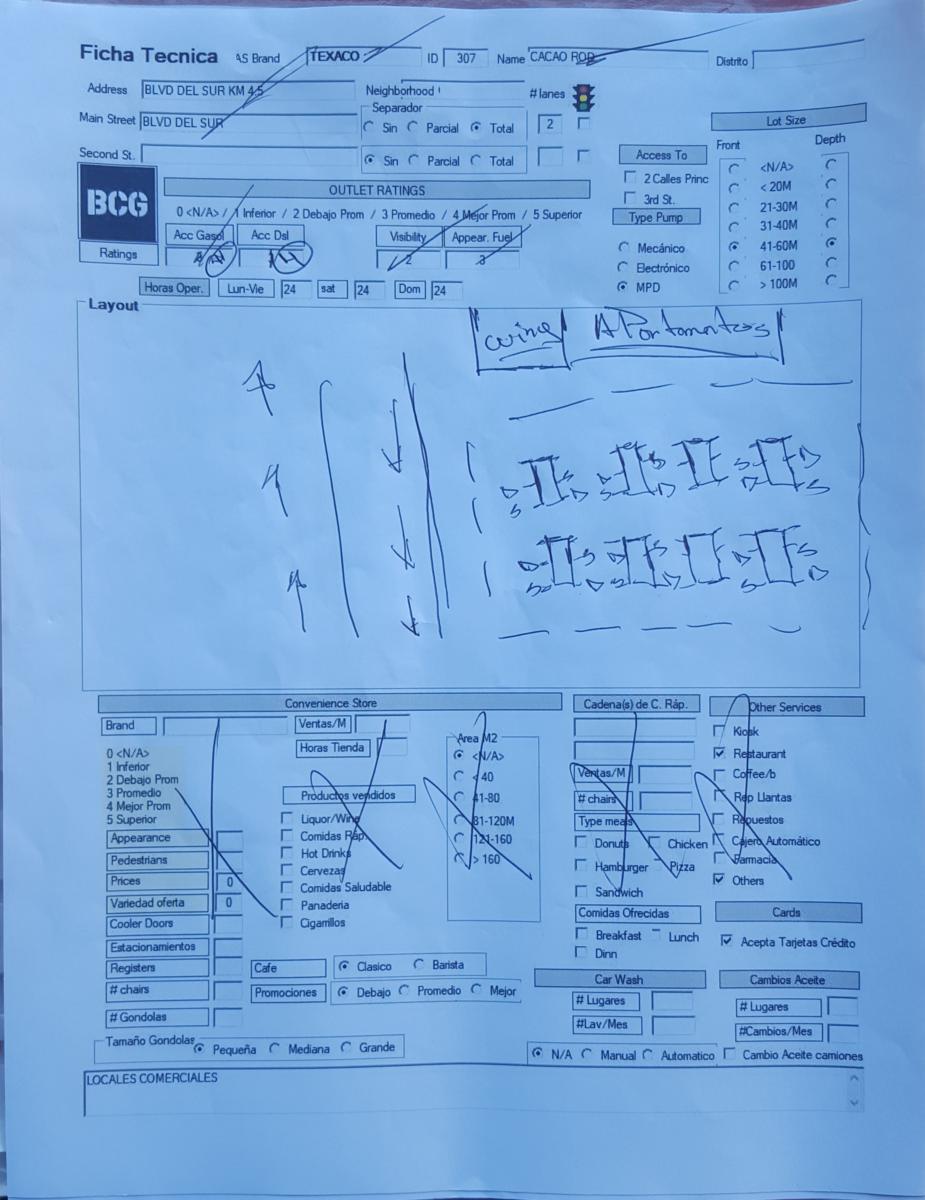 Ficha Tecnica AS Brand TEXACO ID 307 Name CACAO ROD Distrito
Address BLVD DEL SUR KM 4,5 Neighborhood # lanes
Main Street BLVD DEL SUR Separador Sin Parcial Total 2
Second St. Sin Parcial Total
Lot Size
Front Depth
<N/A>
< 20M
21-30M
31-40M
41-60M
61-100
> 100M
Access To
2 Calles Princ
3rd St.
Type Pump
Mecánico
Electrónico
MPD
BCG
Ratings
OUTLET RATINGS
0 <N/A> / 1 Inferior / 2 Debajo Prom / 3 Promedio / 4 Mejor Prom / 5 Superior
Acc Gasol Acc Dsl Visibility Appear. Fuel
2 3
Horas Oper. Lun-Vie 24 sat 24 Dom 24
Layout
Apartamentos
Convenience Store
Brand Ventas/M
Horas Tienda
0 <N/A>
1 Inferior
2 Debajo Prom
3 Promedio
4 Mejor Prom
5 Superior
Appearance
Pedestrians
Prices 0
Variedad oferta 0
Cooler Doors
Estacionamientos
Registers
# chairs
# Gondolas
Productos vendidos
Liquor/Wine
Comidas Rap.
Hot Drinks
Cervezas
Comidas Saludable
Panaderia
Cigarrillos
Area M2
<N/A>
< 40
41-80
81-120M
121-160
> 160
Cafe Clasico Barista
Promociones Debajo Promedio Mejor
Tamaño Gondolas Pequeña Mediana Grande
Cadena(s) de C. Ráp.
Ventas/M
# chairs
Type meals
Donuts Chicken
Hamburger Pizza
Sandwich
Comidas Ofrecidas
Breakfast Lunch
Dinn
Other Services
Kiosk
Restaurant
Coffee/b
Rep Llantas
Repuestos
Cajero Automático
Farmacia
Others
Cards
Acepta Tarjetas Crédito
Car Wash
# Lugares
#Lav/Mes
N/A Manual Automatico
Cambios Aceite
# Lugares
#Cambios/Mes
Cambio Aceite camiones
LOCALES COMERCIALES